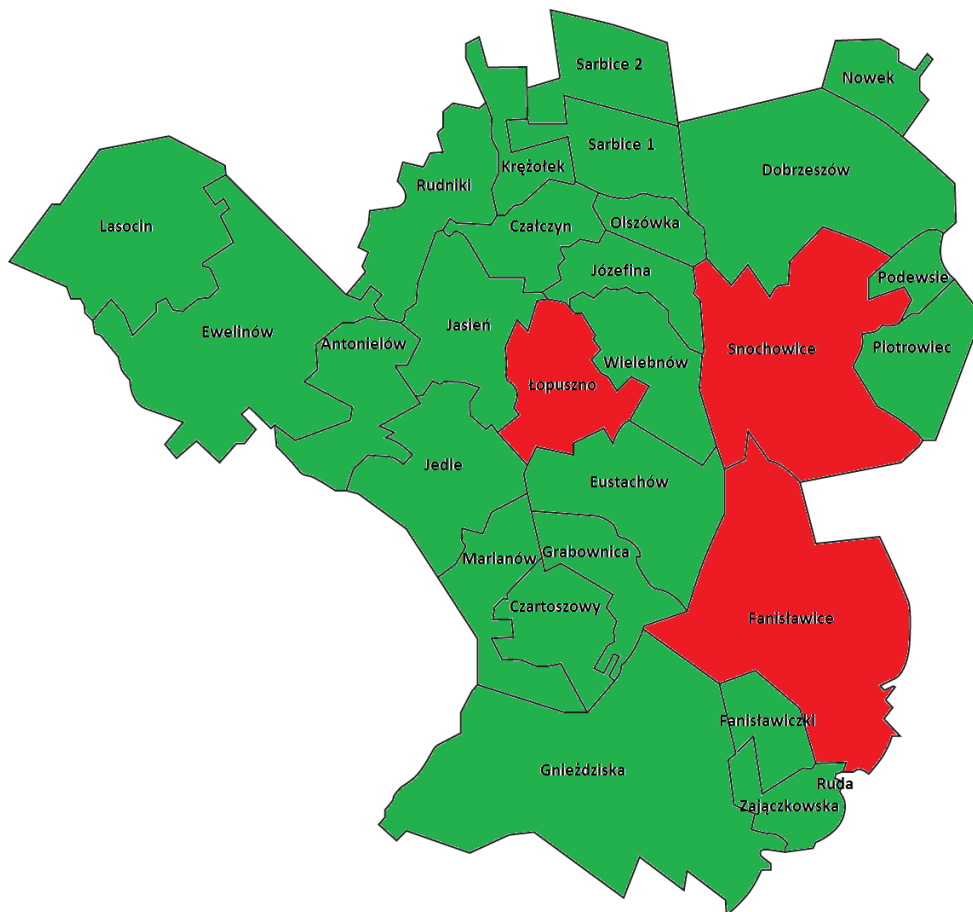 Sarbice 2
Nowek
Sarbice 1
Krężołek
Dobrzeszów
Rudniki
Lasocin
Czałczyn
Olszówka
Józefina
Podewsie
Ewelinów
Antonielów
Jasień
Snochowice
Piotrowiec
Wielebnów
Łopuszno
Jedle
Eustachów
Marianów
Grabownica
Czartoszowy
Fanisławice
Fanisławiczki
Gnieździska
Ruda
Zajączkowska